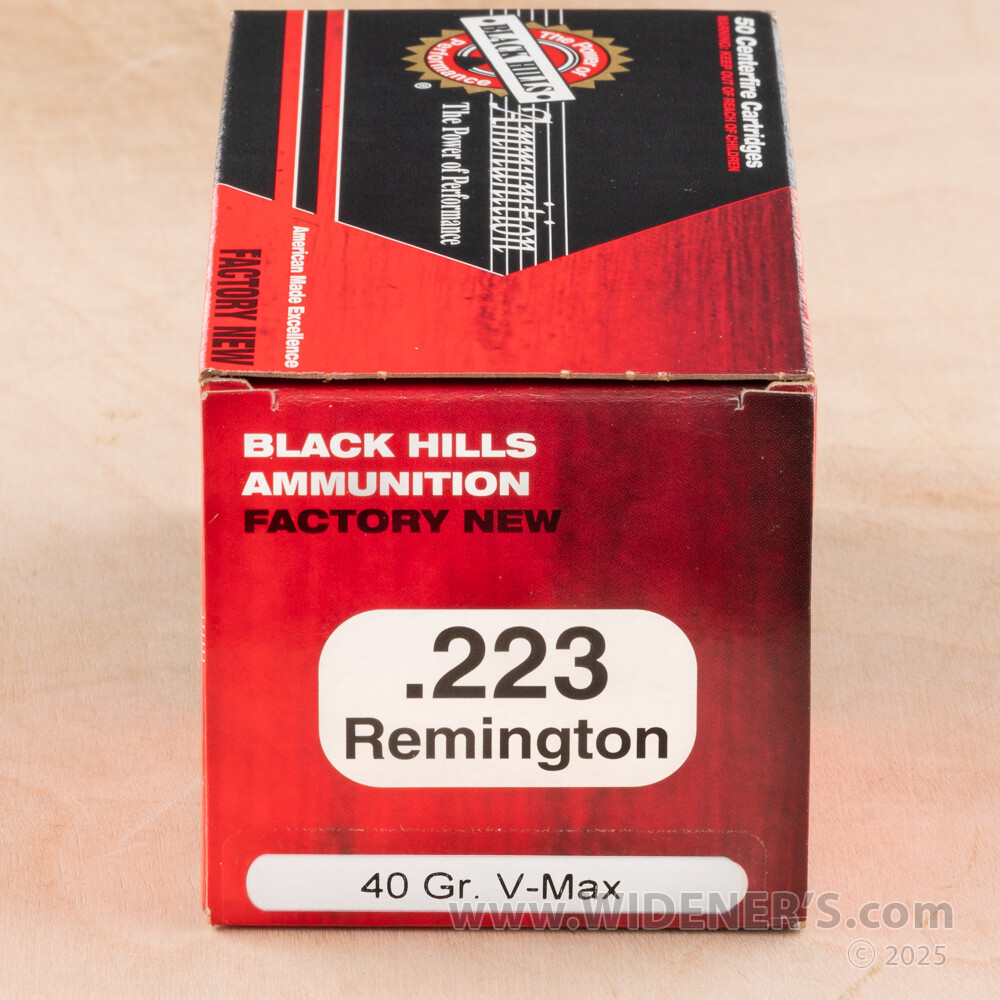 50 Centerfire Cartridges
WARNING: KEEP OUT OF REACH OF CHILDREN
The Power of
BLACK HILLS
Performance
®
Ammunition
The Power of Performance
American Made Excellence
FACTORY NEW
BLACK HILLS
AMMUNITION
FACTORY NEW
.223
Remington
40 Gr. V-Max
www.WIDENER'S.com
© 2025